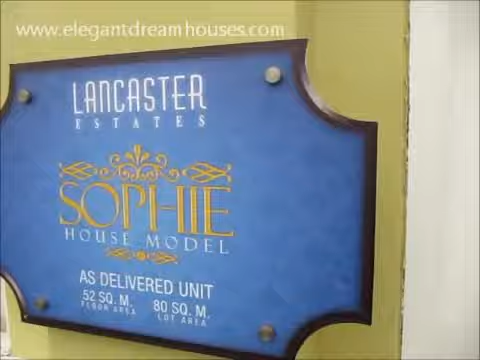 www.elegantdreamhouses.com
LANCASTER
ESTATES
SOPHIE
HOUSE MODEL
AS DELIVERED UNIT
52 SQ. M. 80 SQ. M.
FLOOR AREA LOT AREA